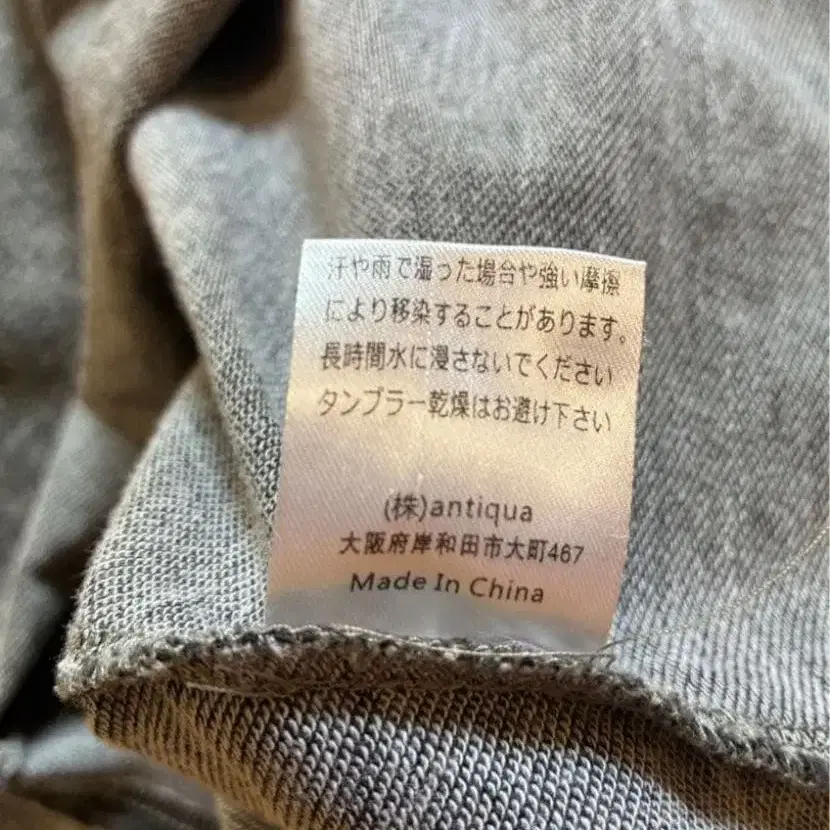 汗や雨で湿った場合や強い摩擦
により移染することがあります。
長時間水に浸さないでください
タンブラー乾燥はお避け下さい
(株)antiqua
大阪府岸和田市大町467
Made In China